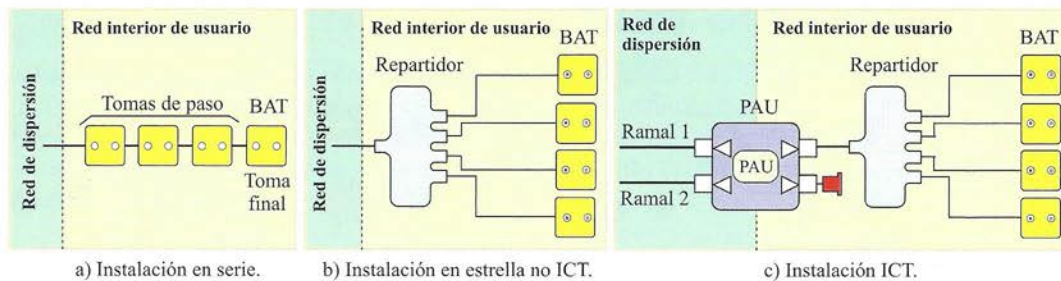 Red interior de usuario
Red de dispersión
Tomas de paso
BAT
Toma
final
a) Instalación en serie.
Red interior de usuario
Red de dispersión
Repartidor
BAT
b) Instalación en estrella no ICT.
Red de
dispersión
Red interior de usuario
BAT
Repartidor
PAU
Ramal 1
PAU
Ramal 2
c) Instalación ICT.